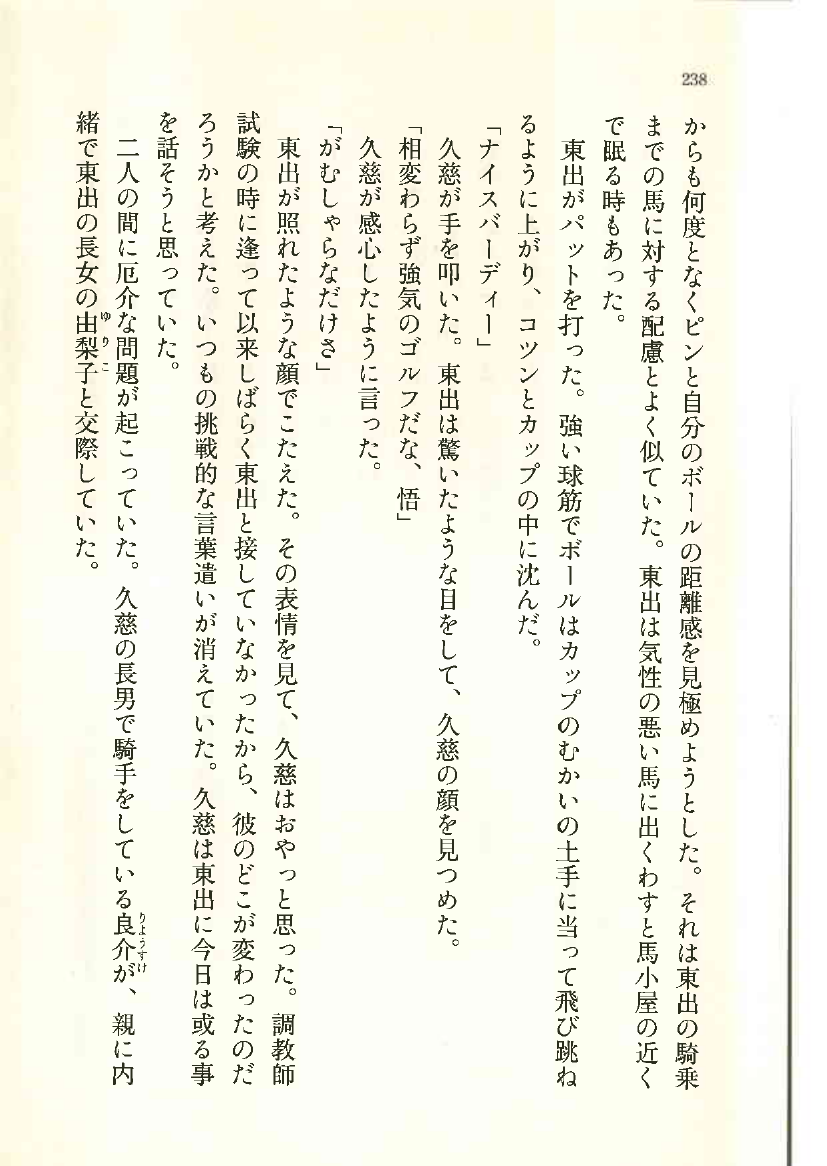 238
からも何度となくピンと自分のボールの距離感を見極めようとした。それは東出の騎乗
までの馬に対する配慮とよく似ていた。東出は気性の悪い馬に出くわすと馬小屋の近く
で眠る時もあった。
東出がパットを打った。強い球筋でボールはカップのむかいの土手に当って飛び跳ね
るように上がり、コツンとカップの中に沈んだ。
「ナイスバーディー」
久慈が手を叩いた。東出は驚いたような目をして、久慈の顔を見つめた。
「相変わらず強気のゴルフだな、悟」
久慈が感心したように言った。
「がむしゃらなだけさ」
東出が照れたような顔でこたえた。その表情を見て、久慈はおやっと思った。調教師
試験の時に逢って以来しばらく東出と接していなかったから、彼のどこが変わったのだ
ろうかと考えた。いつもの挑戦的な言葉遣いが消えていた。久慈は東出に今日は或る事
を話そうと思っていた。
二人の間に厄介な問題が起こっていた。久慈の長男で騎手をしている良介が、親に内
りょうすけ
緒で東出の長女の由梨子と交際していた。
ゆりこ